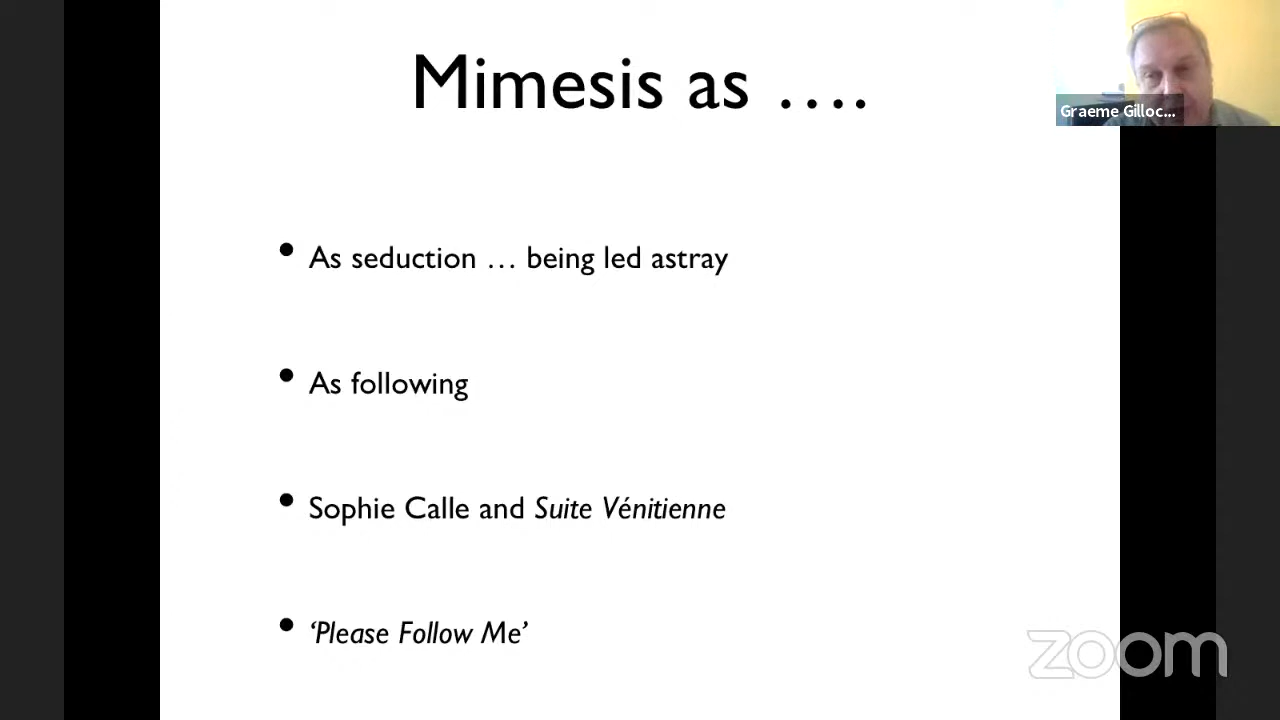 Mimesis as ....
Graeme Gilloc...
• As seduction … being led astray
• As following
• Sophie Calle and Suite Vénitienne
• ‘Please Follow Me’
zoom